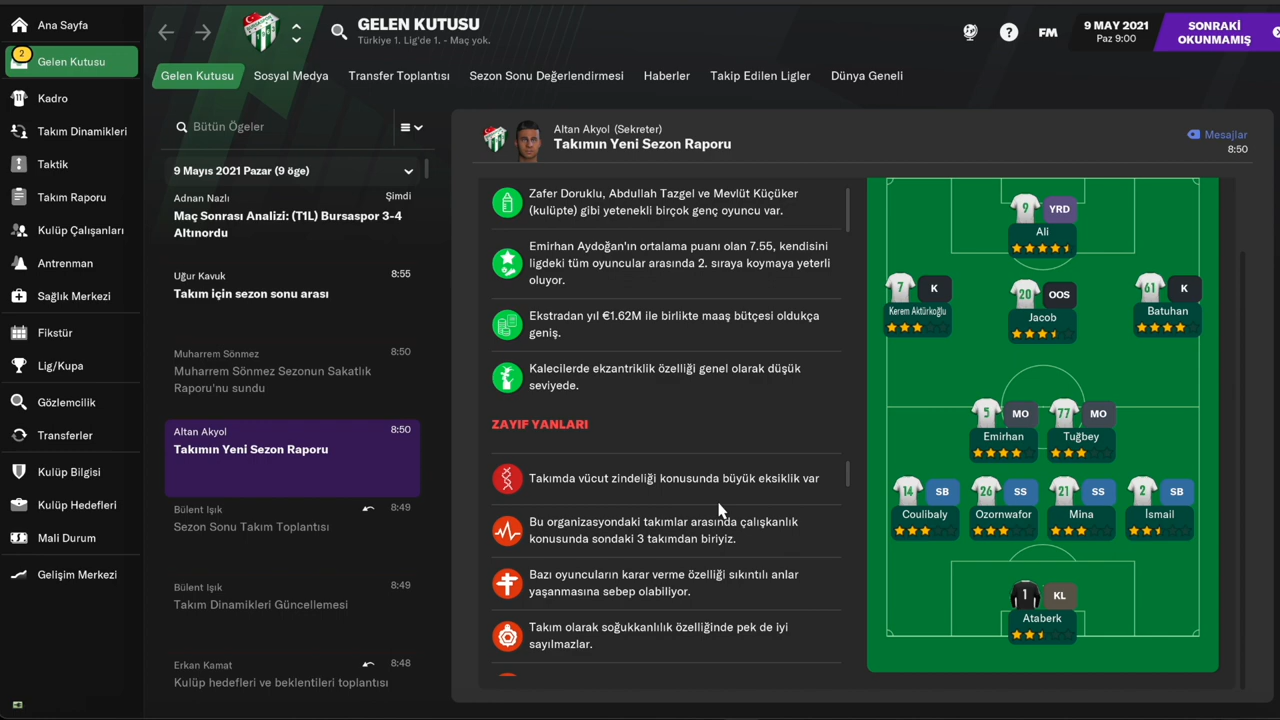 Ana Sayfa
2
Gelen Kutusu
Kadro
Takım Dinamikleri
Taktik
Takım Raporu
Kulüp Çalışanları
Antrenman
Sağlık Merkezi
Fikstür
Lig/Kupa
Gözlemcilik
Transferler
Kulüp Bilgisi
Kulüp Hedefleri
Mali Durum
Gelişim Merkezi
GELEN KUTUSU
Türkiye 1. Lig'de 1. - Maç yok.
FM
9 MAY 2021
Paz 9:00
SONRAKİ
OKUNMAMIŞ
Gelen Kutusu
Sosyal Medya
Transfer Toplantısı
Sezon Sonu Değerlendirmesi
Haberler
Takip Edilen Ligler
Dünya Geneli
Bütün Ögeler
9 Mayıs 2021 Pazar (9 öge)
Adnan Nazlı Şimdi
Maç Sonrası Analizi: (T1L) Bursaspor 3-4
Altınordu
Uğur Kavuk 8:55
Takım için sezon sonu arası
Muharrem Sönmez 8:50
Muharrem Sönmez Sezonun Sakatlık
Raporu'nu sundu
Altan Akyol 8:50
Takımın Yeni Sezon Raporu
Bülent Işık 8:49
Sezon Sonu Takım Toplantısı
Bülent Işık 8:49
Takım Dinamikleri Güncellemesi
Erkan Kamat 8:48
Kulüp hedefleri ve beklentileri toplantısı
Altan Akyol (Sekreter)
Takımın Yeni Sezon Raporu
Mesajlar
8:50
Zafer Doruklu, Abdullah Tazgel ve Mevlüt Küçüker
(kulüpte) gibi yetenekli birçok genç oyuncu var.
Emirhan Aydoğan'ın ortalama puanı olan 7.55, kendisini
ligdeki tüm oyuncular arasında 2. sıraya koymaya yeterli
oluyor.
Ekstradan yıl €1.62M ile birlikte maaş bütçesi oldukça
geniş.
Kalecilerde ekzantriklik özelliği genel olarak düşük
seviyede.
ZAYIF YANLARI
Takımda vücut zindeliği konusunda büyük eksiklik var
Bu organizasyondaki takımlar arasında çalışkanlık
konusunda sondaki 3 takımdan biriyiz.
Bazı oyuncuların karar verme özelliği sıkıntılı anlar
yaşanmasına sebep olabiliyor.
Takım olarak soğukkanlılık özelliğinde pek de iyi
sayılmazlar.
9 YRD
Ali
7 K
Kerem Aktürkoğlu
20 OOS
Jacob
61 K
Batuhan
5 MO
Emirhan
77 MO
Tuğbey
14 SB
Coulibaly
26 SS
Ozornwafor
21 SS
Mina
2 SB
İsmail
1 KL
Ataberk